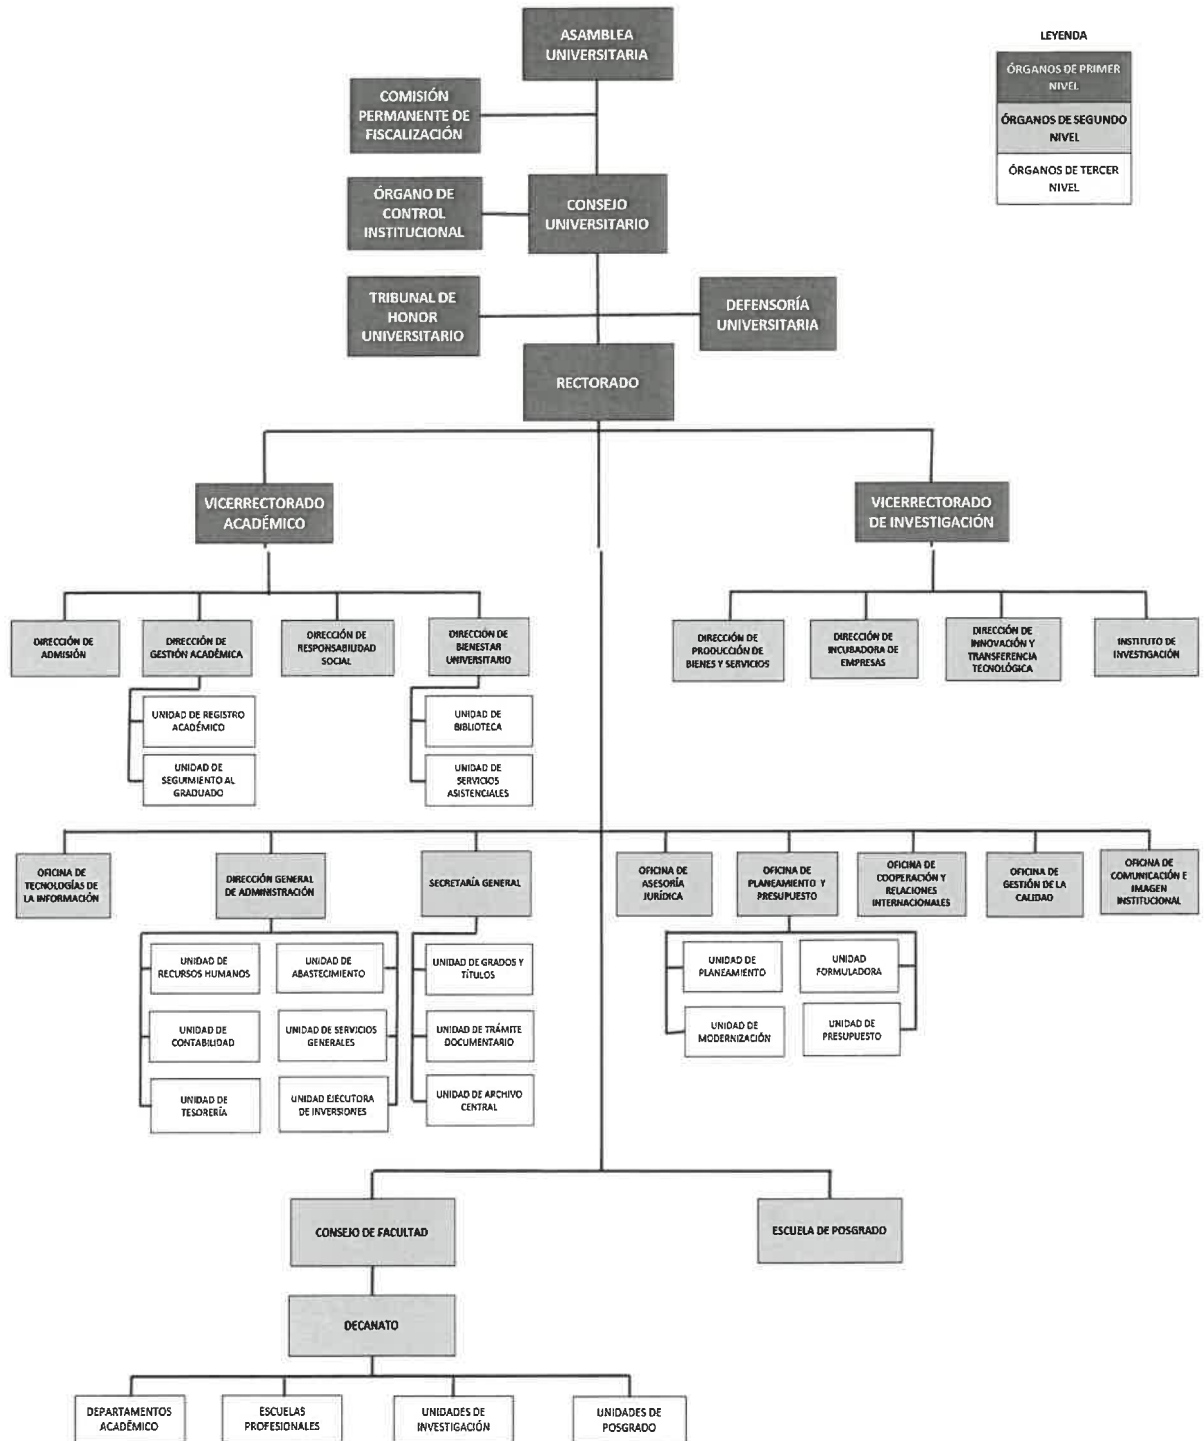 ASAMBLEA
UNIVERSITARIA
LEYENDA
ÓRGANOS DE PRIMER
NIVEL
ÓRGANOS DE SEGUNDO
NIVEL
ÓRGANOS DE TERCER
NIVEL
COMISIÓN
PERMANENTE DE
FISCALIZACIÓN
ÓRGANO DE
CONTROL
INSTITUCIONAL
CONSEJO
UNIVERSITARIO
TRIBUNAL DE
HONOR
UNIVERSITARIO
DEFENSORÍA
UNIVERSITARIA
RECTORADO
VICERRECTORADO
ACADÉMICO
VICERRECTORADO
DE INVESTIGACIÓN
DIRECCIÓN DE
ADMISIÓN
DIRECCIÓN DE
GESTIÓN ACADÉMICA
DIRECCIÓN DE
RESPONSABILIDAD
SOCIAL
DIRECCIÓN DE
BIENESTAR
UNIVERSITARIO
DIRECCIÓN DE
PRODUCCIÓN DE
BIENES Y SERVICIOS
DIRECCIÓN DE
INCUBADORA DE
EMPRESAS
DIRECCIÓN DE
INNOVACIÓN Y
TRANSFERENCIA
TECNOLÓGICA
INSTITUTO DE
INVESTIGACIÓN
UNIDAD DE REGISTRO
ACADÉMICO
UNIDAD DE
SEGUIMIENTO AL
GRADUADO
UNIDAD DE
BIBLIOTECA
UNIDAD DE
SERVICIOS
ASISTENCIALES
OFICINA DE
TECNOLOGÍAS DE
LA INFORMACIÓN
DIRECCIÓN GENERAL
DE ADMINISTRACIÓN
SECRETARÍA GENERAL
OFICINA DE
ASESORÍA
JURÍDICA
OFICINA DE
PLANEAMIENTO Y
PRESUPUESTO
OFICINA DE
COOPERACIÓN Y
RELACIONES
INTERNACIONALES
OFICINA DE
GESTIÓN DE LA
CALIDAD
OFICINA DE
COMUNICACIÓN E
IMAGEN
INSTITUCIONAL
UNIDAD DE
RECURSOS HUMANOS
UNIDAD DE
ABASTECIMIENTO
UNIDAD DE
CONTABILIDAD
UNIDAD DE SERVICIOS
GENERALES
UNIDAD DE
TESORERÍA
UNIDAD EJECUTORA
DE INVERSIONES
UNIDAD DE GRADOS Y
TÍTULOS
UNIDAD DE TRÁMITE
DOCUMENTARIO
UNIDAD DE ARCHIVO
CENTRAL
UNIDAD DE
PLANEAMIENTO
UNIDAD
FORMULADORA
UNIDAD DE
MODERNIZACIÓN
UNIDAD DE
PRESUPUESTO
CONSEJO DE FACULTAD
ESCUELA DE POSGRADO
DECANATO
DEPARTAMENTOS
ACADÉMICO
ESCUELAS
PROFESIONALES
UNIDADES DE
INVESTIGACIÓN
UNIDADES DE
POSGRADO